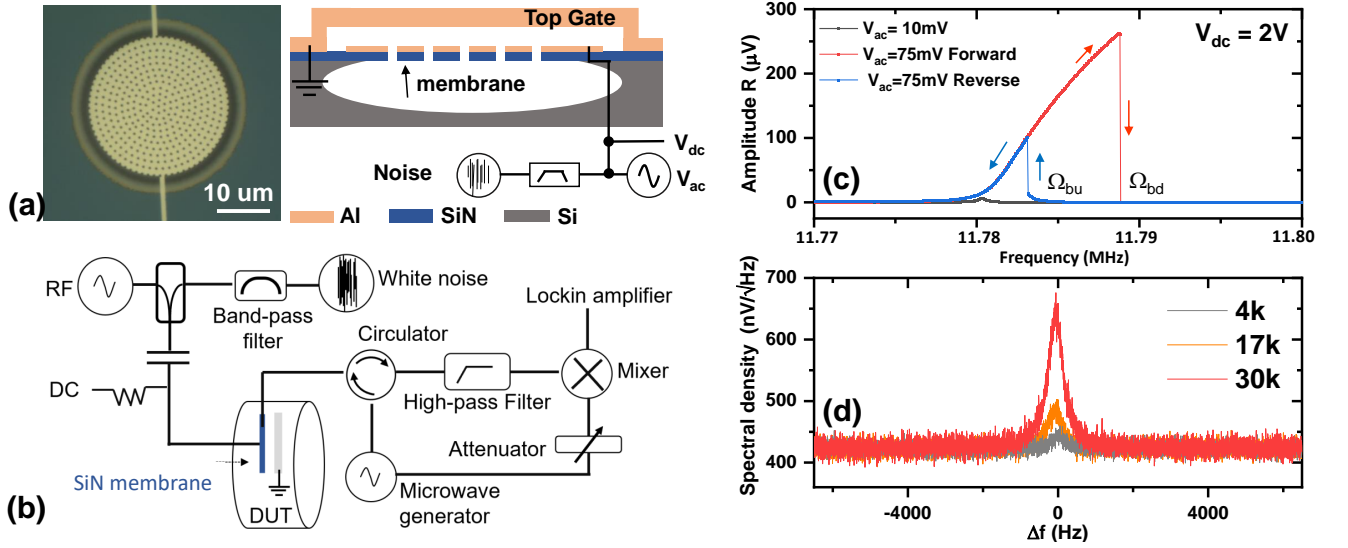 (a)
10 um
Top Gate
membrane
V_dc
Noise
V_ac
Al SiN Si
(b)
RF
White noise
Band-pass
filter
DC
SiN membrane
DUT
Circulator
High-pass Filter
Lockin amplifier
Mixer
Attenuator
Microwave
generator
(c)
Amplitude R (μV)
300
200
100
0
V_ac= 10mV
V_ac=75mV Forward
V_ac=75mV Reverse
V_dc = 2V
Ω_bu
Ω_bd
11.77 11.78 11.79 11.80
Frequency (MHz)
(d)
Spectral density (nV/√Hz)
700
600
500
400
4k
17k
30k
-4000 0 4000
Δf (Hz)